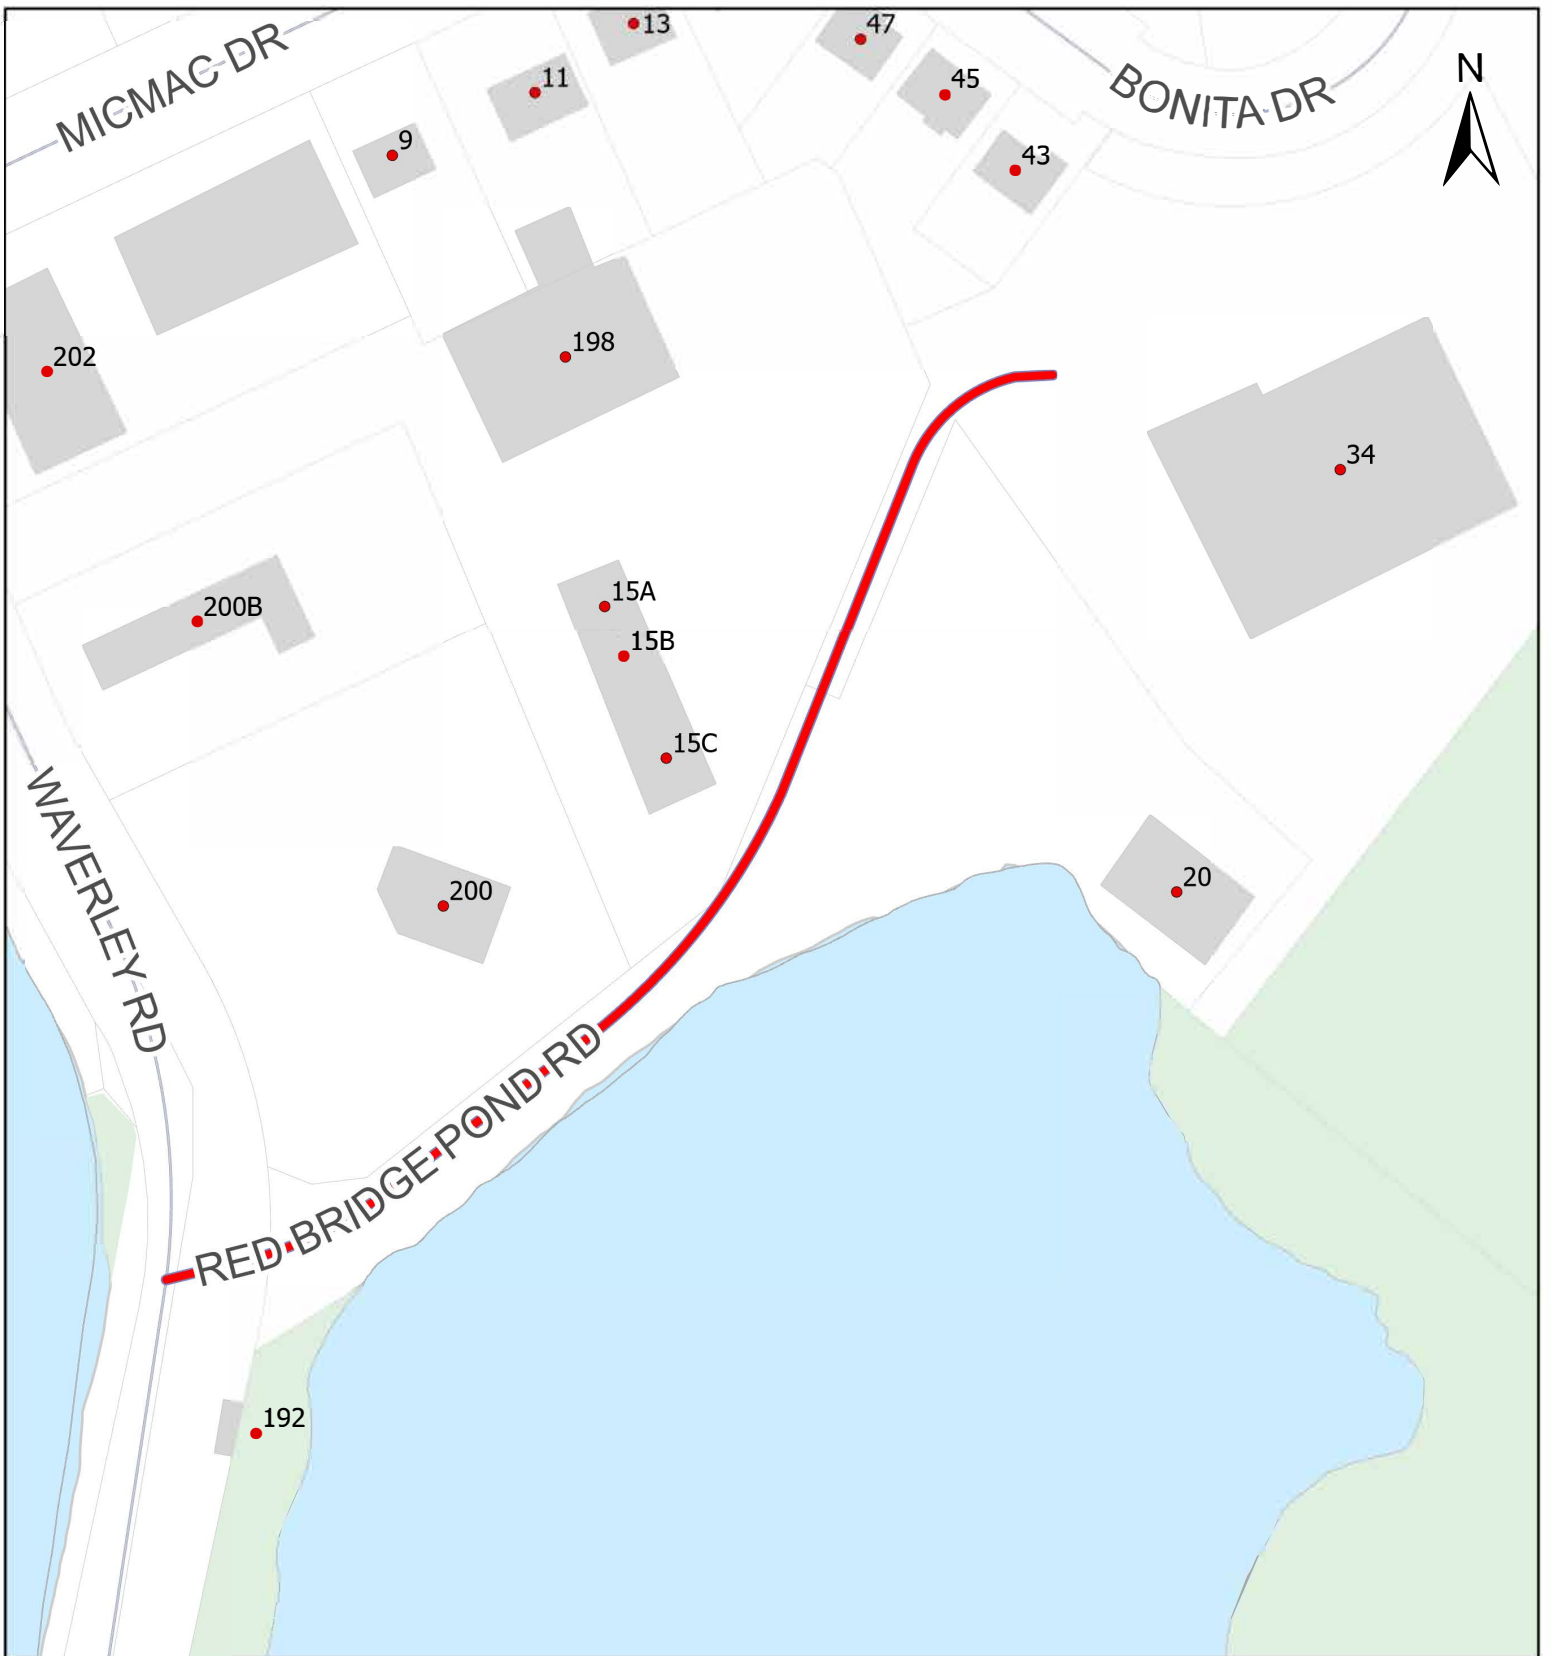 13
47
MICMAC DR
11
45
BONITA DR
N
9
43
198
202
34
15A
200B
15B
15C
WAVERLEY RD
200
20
RED BRIDGE POND RD
192